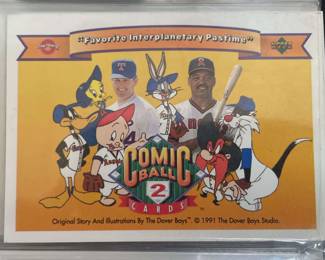 "Favorite Interplanetary Pastime"
COMIC
BALL
2
CARDS
Original Story And Illustrations By The Dover Boys™. © 1991 The Dover Boys Studio.